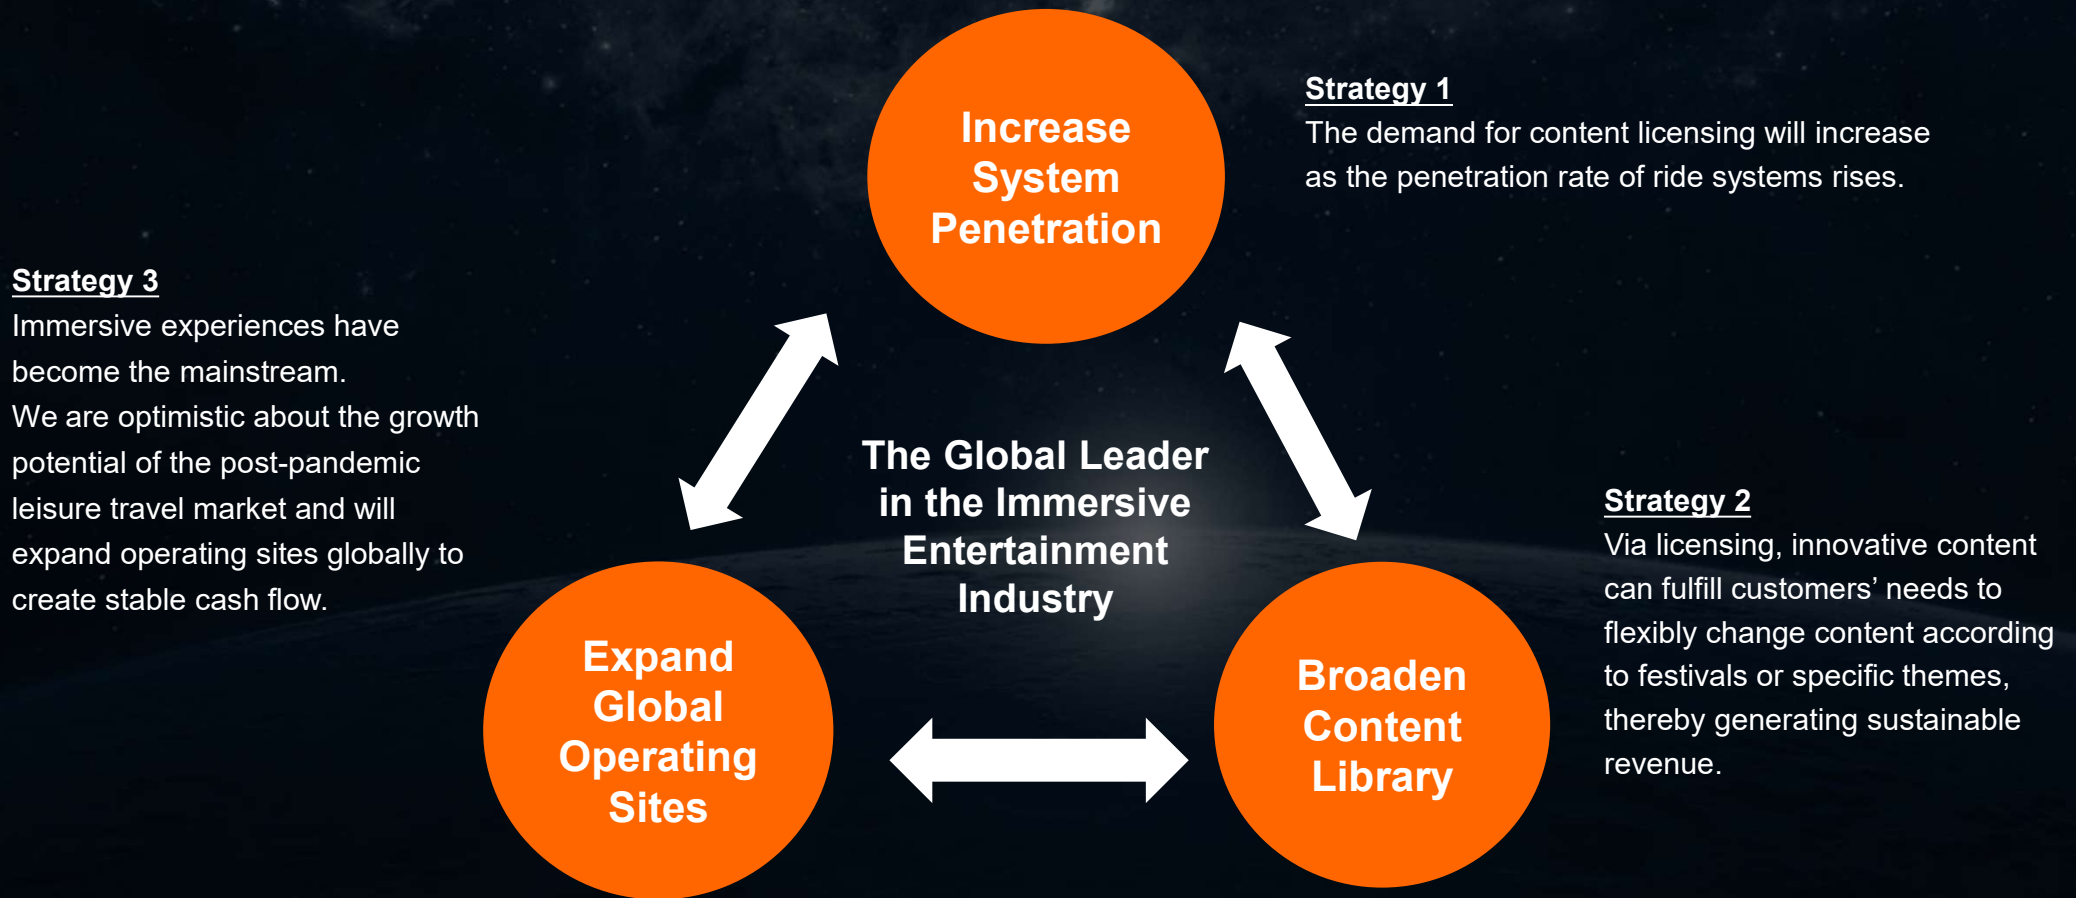 Increase
System
Penetration
Strategy 1
The demand for content licensing will increase
as the penetration rate of ride systems rises.
Strategy 3
Immersive experiences have
become the mainstream.
We are optimistic about the growth
potential of the post-pandemic
leisure travel market and will
expand operating sites globally to
create stable cash flow.
The Global Leader
in the Immersive
Entertainment
Industry
Strategy 2
Via licensing, innovative content
can fulfill customers’ needs to
flexibly change content according
to festivals or specific themes,
thereby generating sustainable
revenue.
Expand
Global
Operating
Sites
Broaden
Content
Library